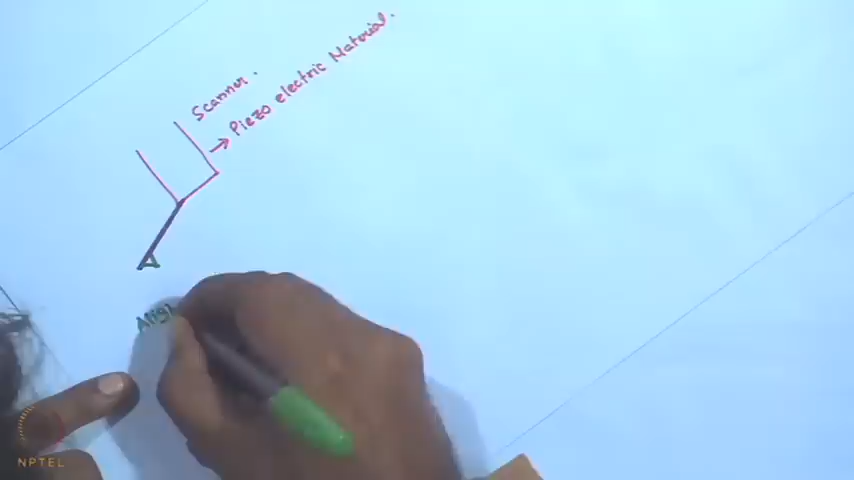 Scanner.
→ Piezo electric Material.
NPTEL